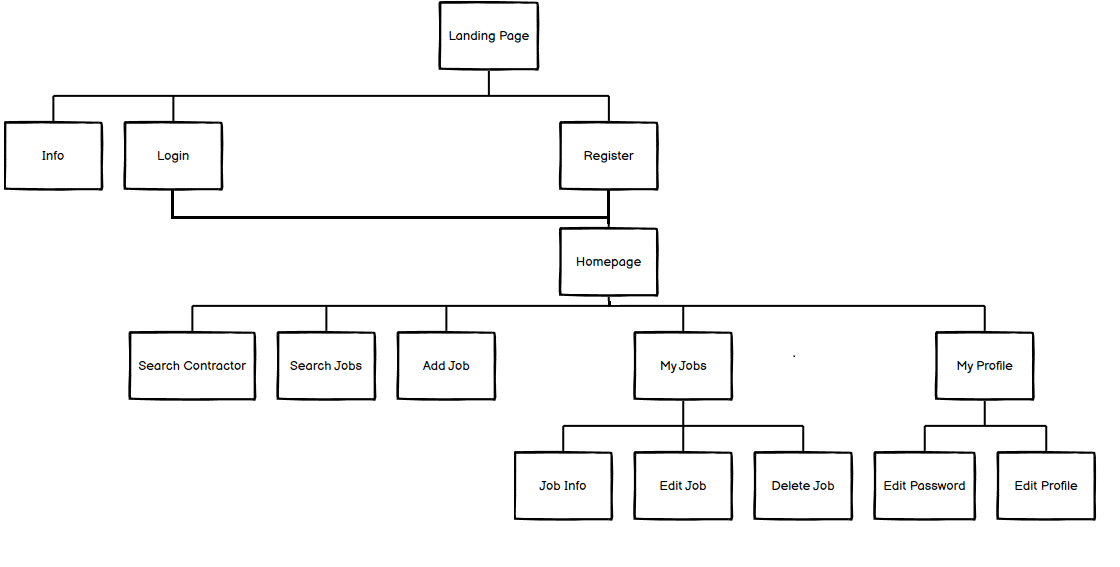 Landing Page
Info
Login
Register
Homepage
Search Contractor
Search Jobs
Add Job
My Jobs
My Profile
Job Info
Edit Job
Delete Job
Edit Password
Edit Profile